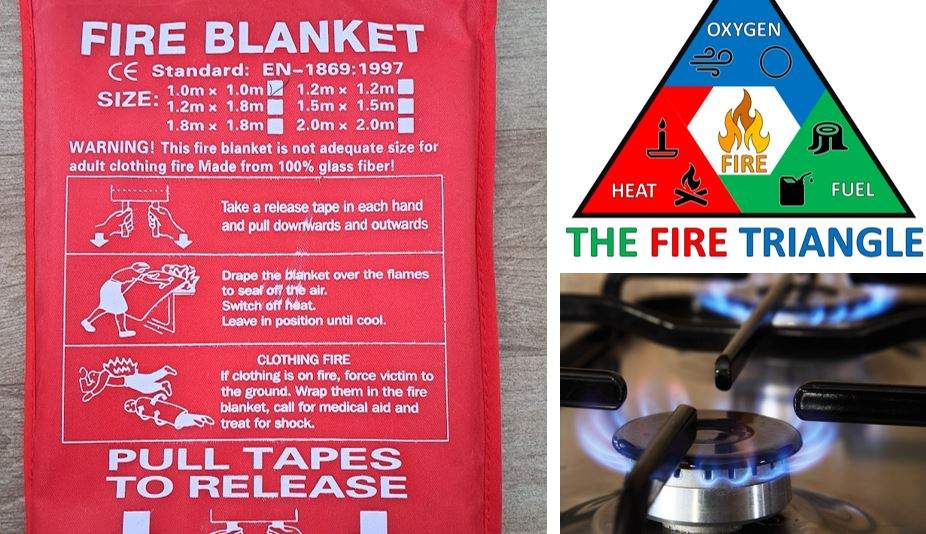 FIRE BLANKET
CE Standard: EN-1869:1997
SIZE: 1.0m x 1.0m 1.2m x 1.2m
1.2m x 1.8m 1.5m x 1.5m
1.8m x 1.8m 2.0m x 2.0m
WARNING! This fire blanket is not adequate size for
adult clothing fire Made from 100% glass fiber!
Take a release tape in each hand
and pull downwards and outwards
Drape the blanket over the flames
to seal off the air.
Switch off heat.
Leave in position until cool.
CLOTHING FIRE
If clothing is on fire, force victim to
the ground. Wrap them in the fire
blanket, call for medical aid and
treat for shock.
PULL TAPES
TO RELEASE
OXYGEN
FIRE
HEAT
FUEL
THE FIRE TRIANGLE